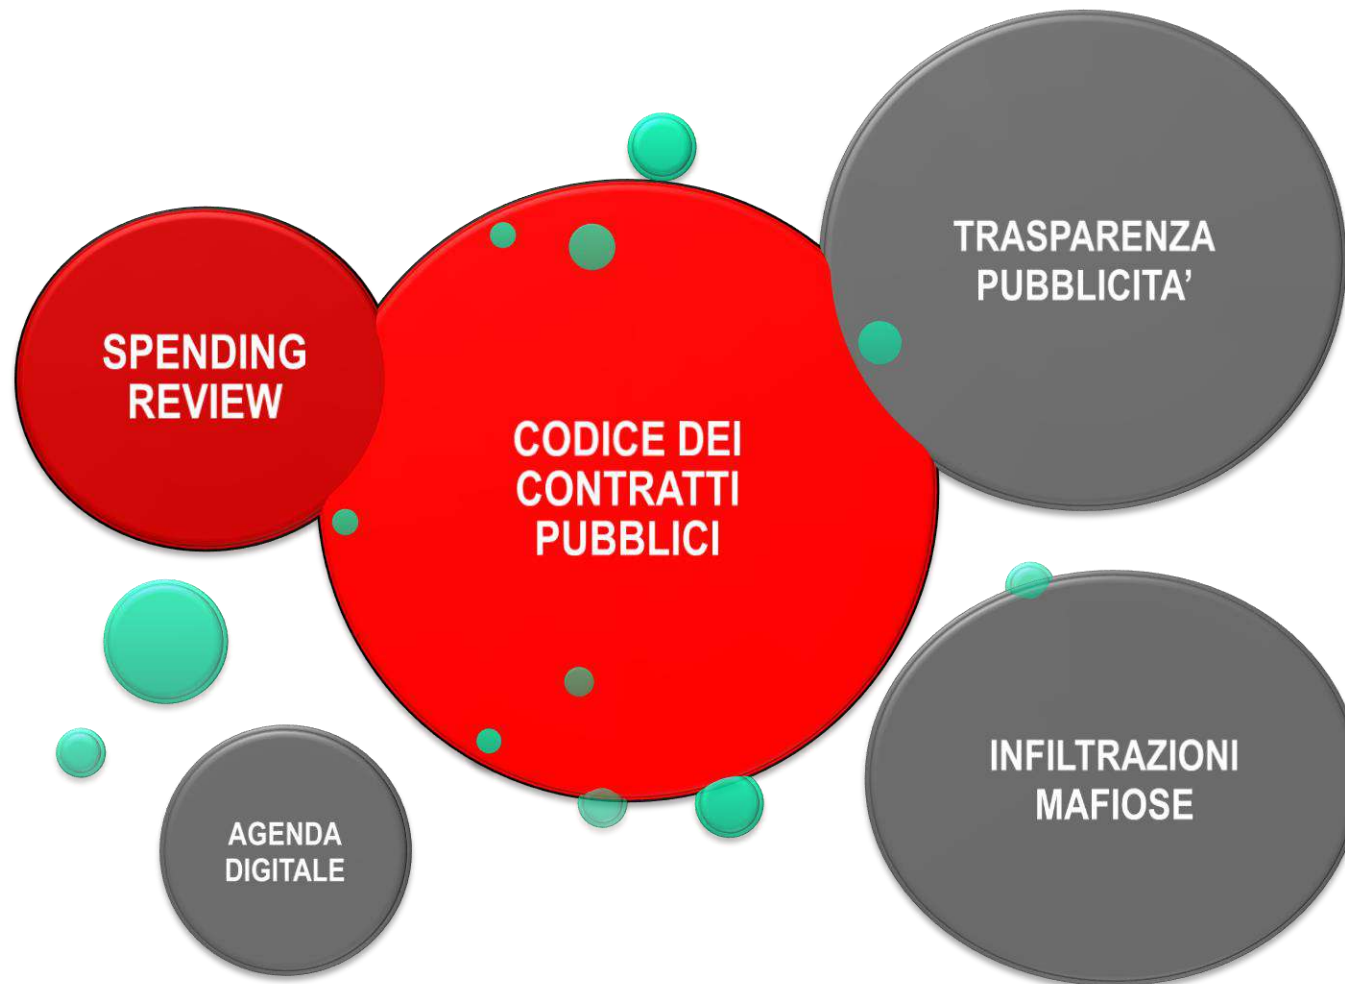 TRASPARENZA
PUBBLICITA’
SPENDING
REVIEW
CODICE DEI
CONTRATTI
PUBBLICI
INFILTRAZIONI
MAFIOSE
AGENDA
DIGITALE